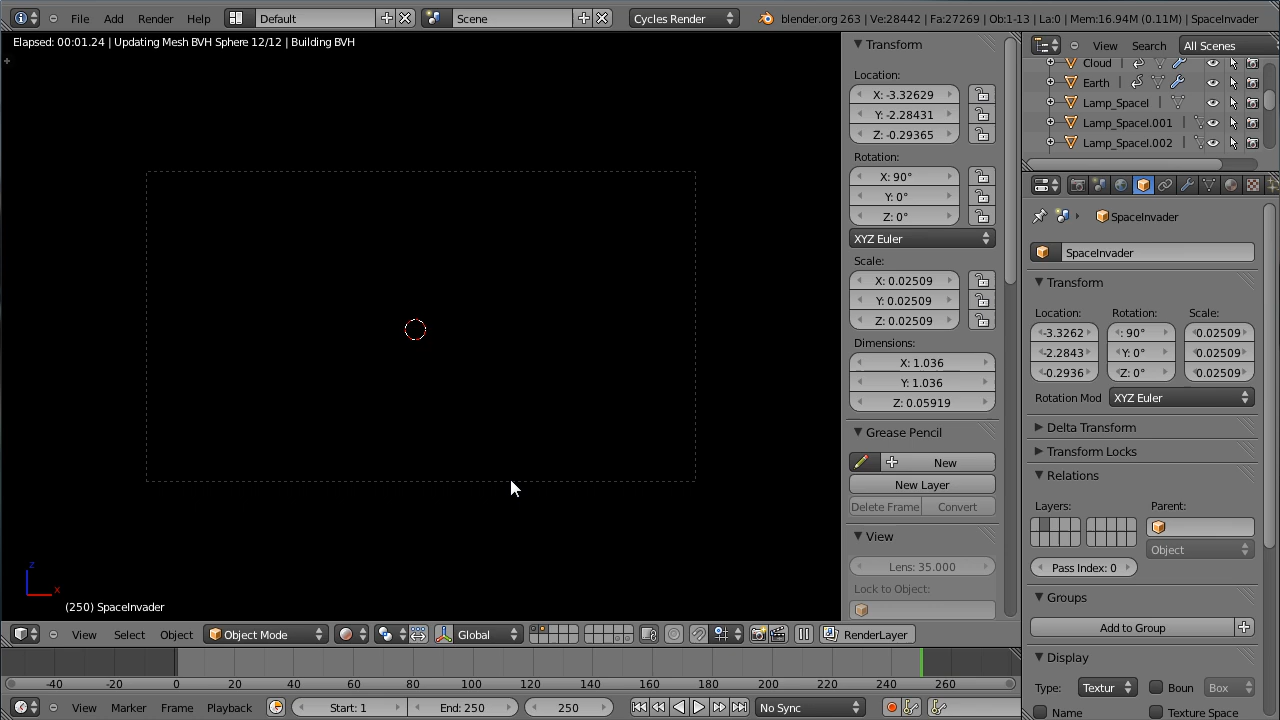 File Add Render Help Default Scene Cycles Render blender.org 263 | Ve:28442 | Fa:27269 | Ob:1-13 | La:0 | Mem:16.94M (0.11M) | SpaceInvader
Elapsed: 00:01.24 | Updating Mesh BVH Sphere 12/12 | Building BVH
(250) SpaceInvader
z
x
Transform
Location:
X: -3.32629
Y: -2.28431
Z: -0.29365
Rotation:
X: 90°
Y: 0°
Z: 0°
XYZ Euler
Scale:
X: 0.02509
Y: 0.02509
Z: 0.02509
Dimensions:
X: 1.036
Y: 1.036
Z: 0.05919
Grease Pencil
New
New Layer
Delete Frame Convert
View
Lens: 35.000
Lock to Object:
View Search All Scenes
Cloud
Earth
Lamp_SpaceI
Lamp_SpaceI.001
Lamp_SpaceI.002
SpaceInvader
SpaceInvader
Transform
Location: Rotation: Scale:
-3.3262 : 90° 0.02509
-2.2843 Y: 0° 0.02509
-0.2936 Z: 0° 0.02509
Rotation Mod XYZ Euler
Delta Transform
Transform Locks
Relations
Layers: Parent:
Object
Pass Index: 0
Groups
Add to Group
Display
Type: Textur Boun Box
Name Texture Space
View Select Object Object Mode Global RenderLayer
-40 -20 0 20 40 60 80 100 120 140 160 180 200 220 240 260
View Marker Frame Playback Start: 1 End: 250 250 No Sync